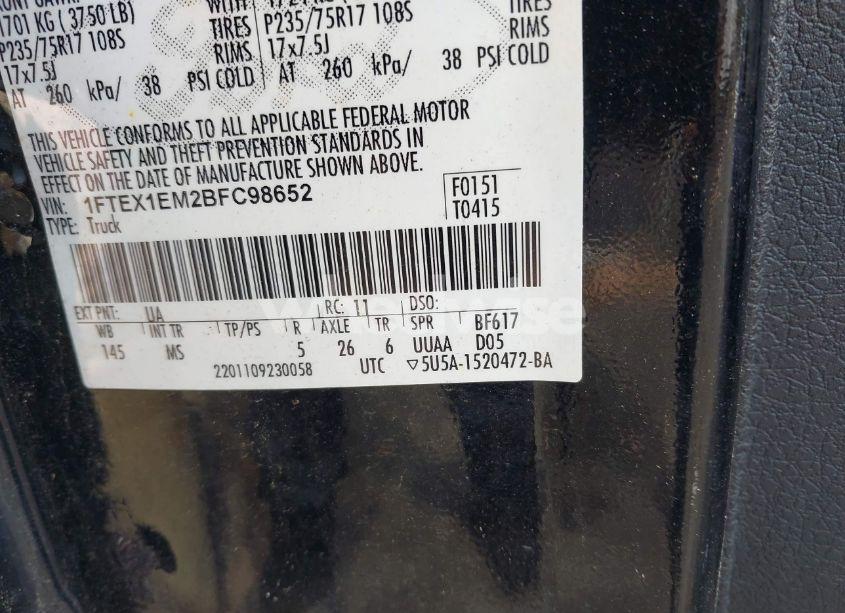 1701 KG ( 3750 LB)
P235/75R17 108S
17x7.5J
AT 260 kPa/ 38 PSI COLD
WITH
TIRES
RIMS
P235/75R17 108S
17x7.5J
AT 260 kPa/ 38 PSI COLD
TIRES
RIMS
THIS VEHICLE CONFORMS TO ALL APPLICABLE FEDERAL MOTOR
VEHICLE SAFETY AND THEFT PREVENTION STANDARDS IN
EFFECT ON THE DATE OF MANUFACTURE SHOWN ABOVE.
VIN: 1FTEX1EM2BFC98652
TYPE: Truck
F0151
T0415
EXT PNT: UA RC: 11 DSO:
WB INT TR TP/PS R AXLE TR SPR BF617
145 MS 5 26 6 UUAA D05
2201109230058 UTC ▽5U5A-1520472-BA